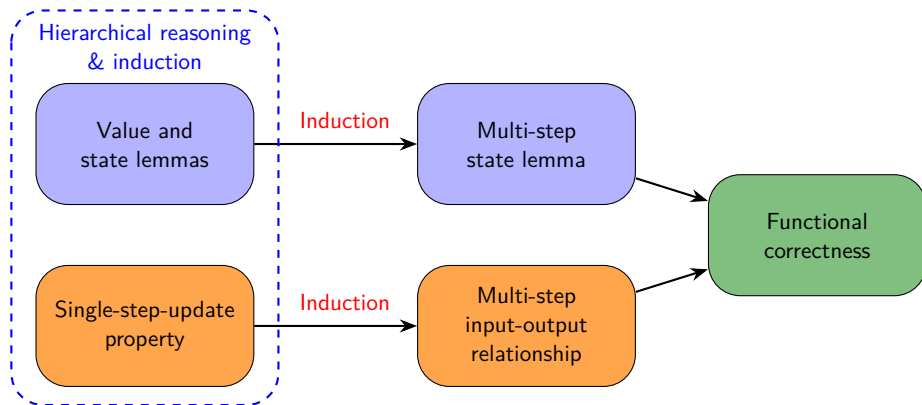 Hierarchical reasoning
& induction
Value and
state lemmas
Induction
Multi-step
state lemma
Functional
correctness
Single-step-update
property
Induction
Multi-step
input-output
relationship